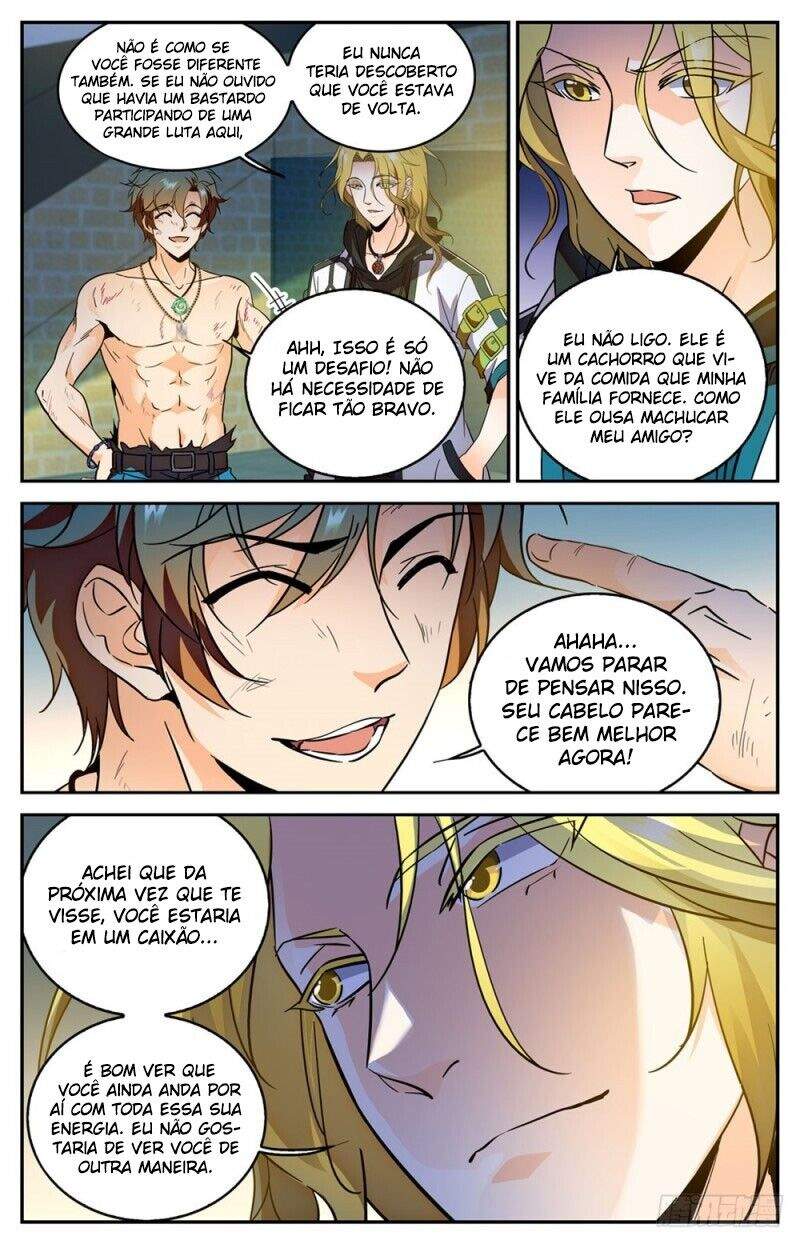 NÃO É COMO SE
VOCÊ FOSSE DIFERENTE
TAMBÉM. SE EU NÃO OUVIDO
QUE HAVIA UM BASTARDO
PARTICIPANDO DE UMA
GRANDE LUTA AQUI,
EU NUNCA
TERIA DESCOBERTO
QUE VOCÊ ESTAVA
DE VOLTA.
AHH, ISSO É SÓ
UM DESAFIO! NÃO
HÁ NECESSIDADE DE
FICAR TÃO BRAVO.
EU NÃO LIGO. ELE É
UM CACHORRO QUE VI-
VE DA COMIDA QUE MINHA
FAMÍLIA FORNECE. COMO
ELE OUSA MACHUCAR
MEU AMIGO?
AHAHA...
VAMOS PARAR
DE PENSAR NISSO.
SEU CABELO PARE-
CE BEM MELHOR
AGORA!
ACHEI QUE DA
PRÓXIMA VEZ QUE TE
VISSE, VOCÊ ESTARIA
EM UM CAIXÃO...
É BOM VER QUE
VOCÊ AINDA ANDA POR
AÍ COM TODA ESSA SUA
ENERGIA. EU NÃO GOS-
TARIA DE VER VOCÊ DE
OUTRA MANEIRA.